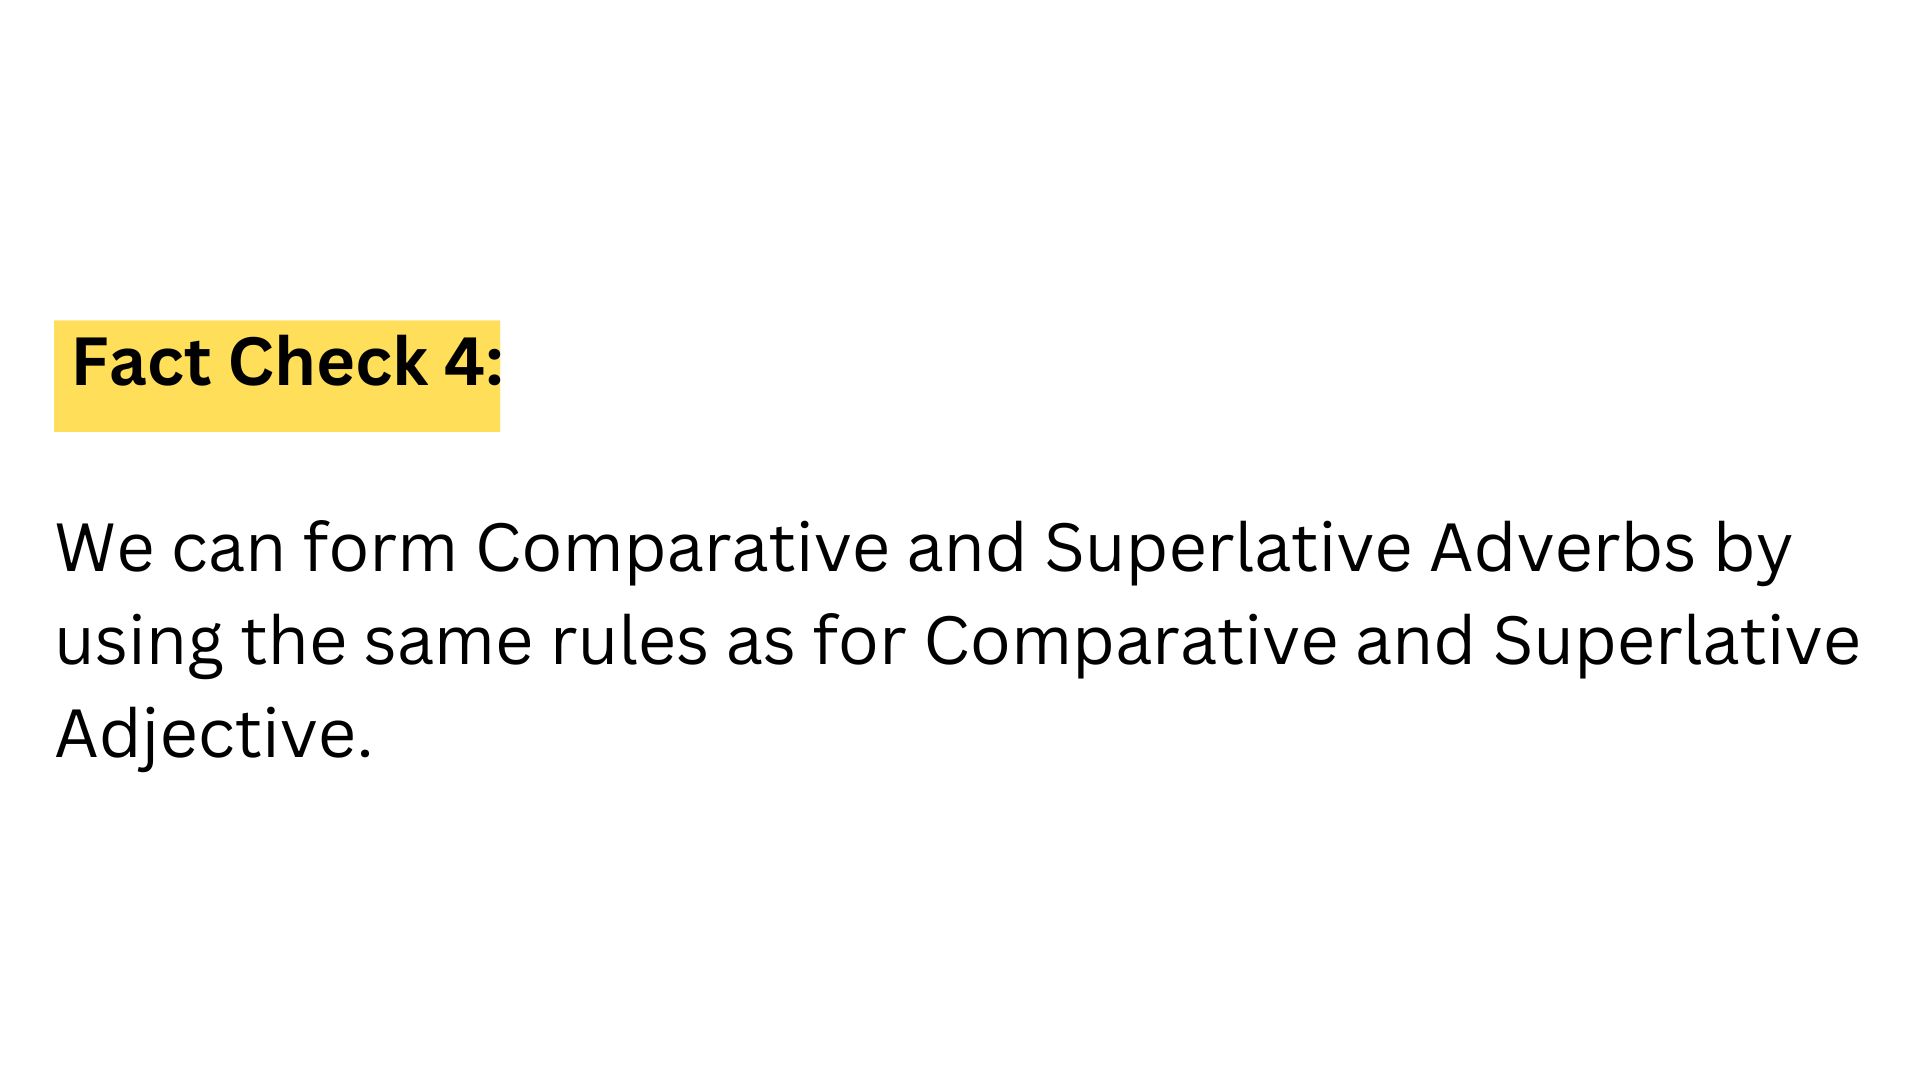 Fact Check 4:
We can form Comparative and Superlative Adverbs by
using the same rules as for Comparative and Superlative
Adjective.